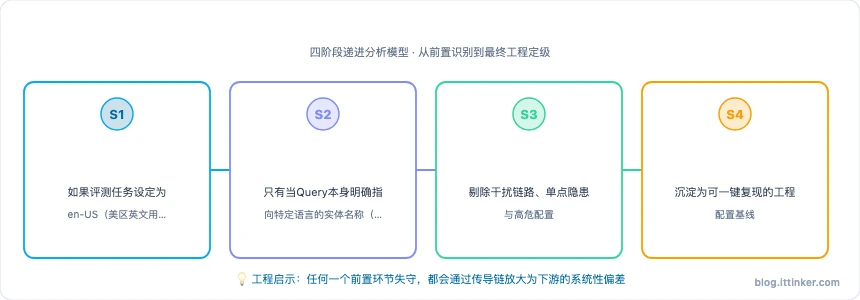 四阶段递进分析模型 · 从前置识别到最终工程定级
S1
如果评测任务设定为
en-US（美区英文用...
S2
只有当Query本身明确指
向特定语言的实体名称（...
S3
剔除干扰链路、单点隐患
与高危配置
S4
沉淀为可一键复现的工程
配置基线
💡 工程启示：任何一个前置环节失守，都会通过传导链放大为下游的系统性偏差
blog.lttinker.com